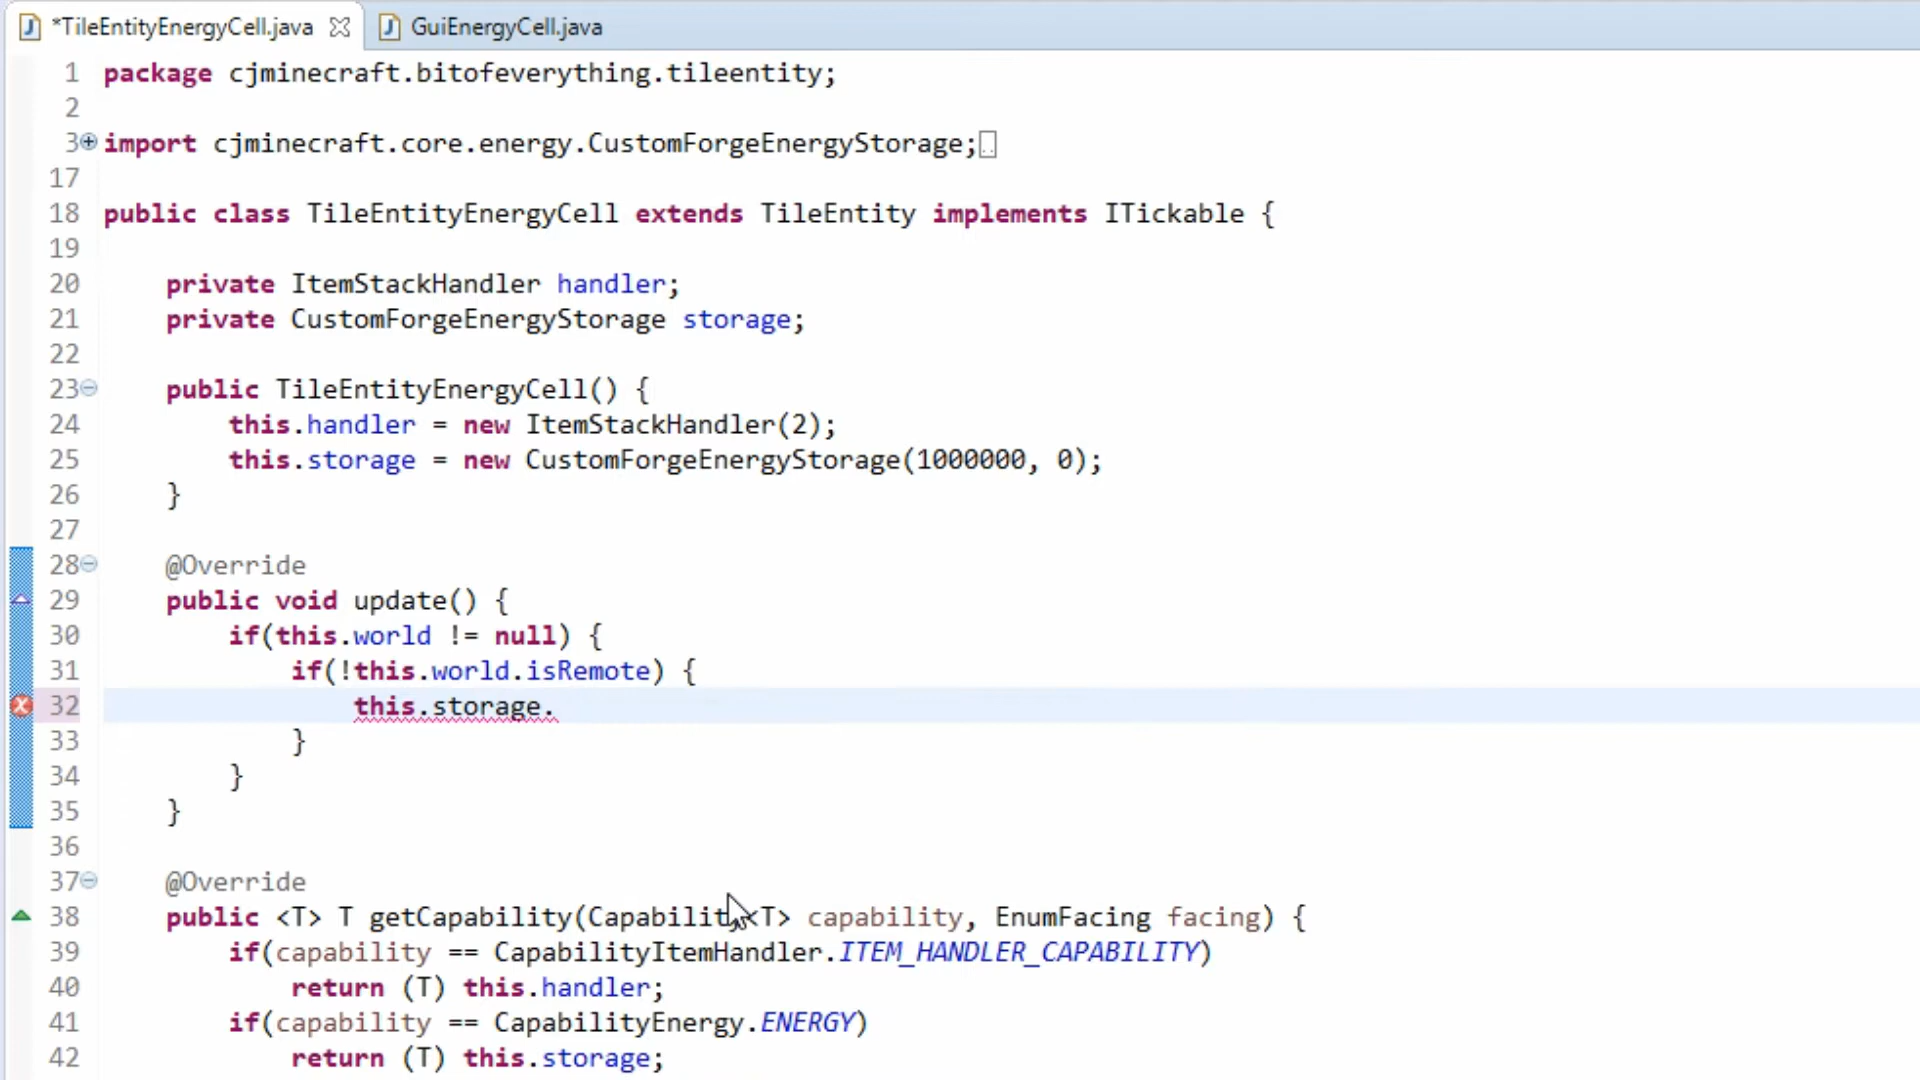 *TileEntityEnergyCell.java GuiEnergyCell.java
1 package cjminecraft.bitofeverything.tileentity;
2
3 import cjminecraft.core.energy.CustomForgeEnergyStorage;
17
18 public class TileEntityEnergyCell extends TileEntity implements ITickable {
19
20 private ItemStackHandler handler;
21 private CustomForgeEnergyStorage storage;
22
23 public TileEntityEnergyCell() {
24 this.handler = new ItemStackHandler(2);
25 this.storage = new CustomForgeEnergyStorage(1000000, 0);
26 }
27
28 @Override
29 public void update() {
30 if(this.world != null) {
31 if(!this.world.isRemote) {
32 this.storage.
33 }
34 }
35 }
36
37 @Override
38 public <T> T getCapability(Capability<T> capability, EnumFacing facing) {
39 if(capability == CapabilityItemHandler.ITEM_HANDLER_CAPABILITY)
40 return (T) this.handler;
41 if(capability == CapabilityEnergy.ENERGY)
42 return (T) this.storage;